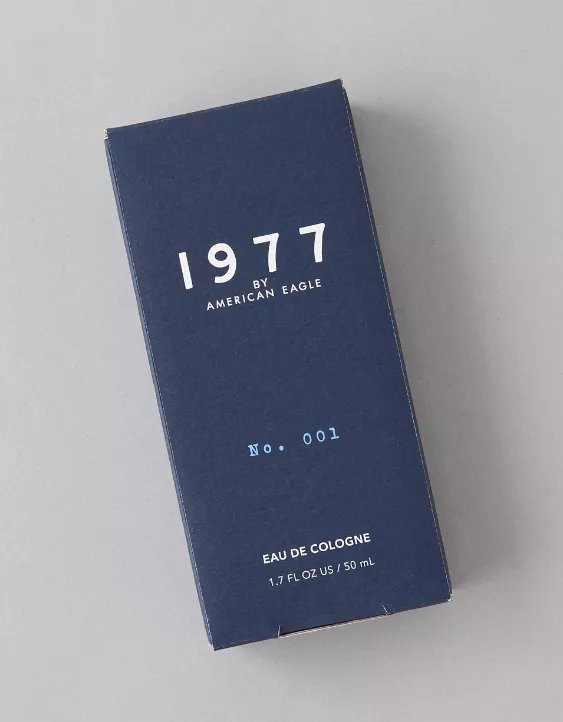 1977
BY
AMERICAN EAGLE
No. 001
EAU DE COLOGNE
1.7 FL OZ US / 50 mL